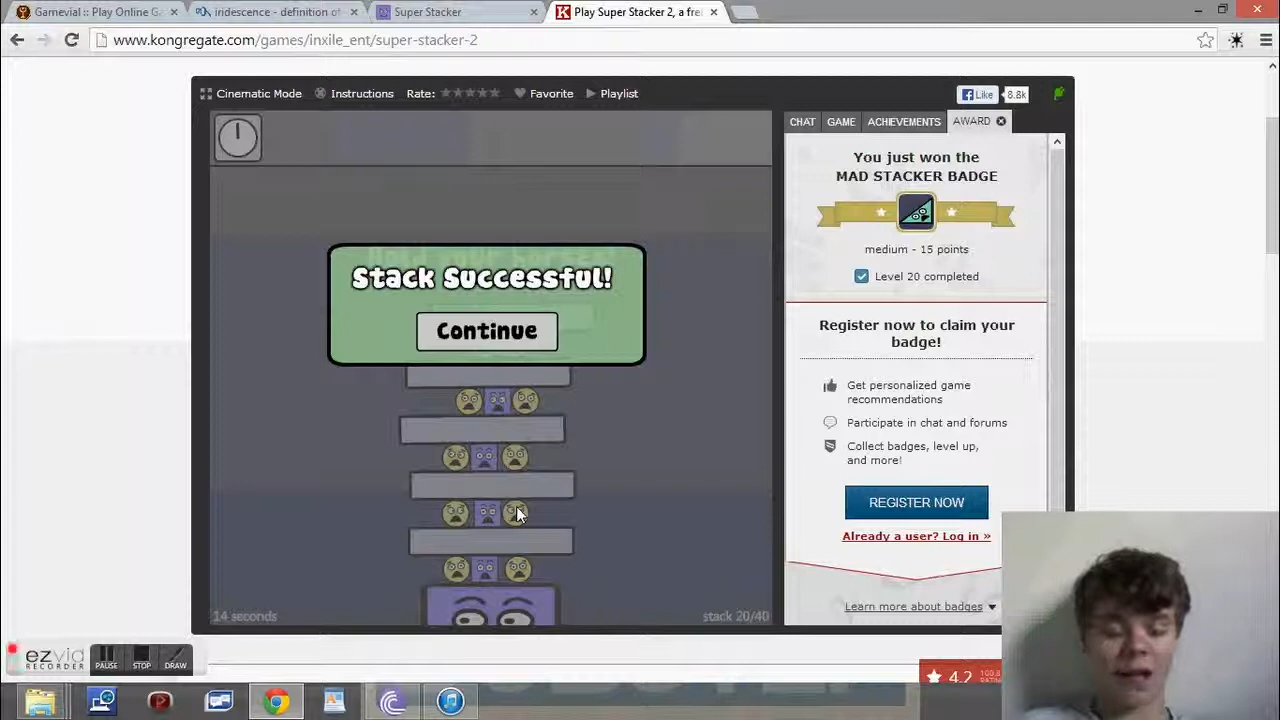 Gamevial :: Play Online G
iridescence - definition of
Super Stacker
Play Super Stacker 2, a fre
www.kongregate.com/games/inxile_ent/super-stacker-2
Cinematic Mode
Instructions
Rate:
Favorite
Playlist
Like
8.8k
CHAT
GAME
ACHIEVEMENTS
AWARD
You just won the
MAD STACKER BADGE
medium - 15 points
Level 20 completed
Stack Successful!
Continue
Register now to claim your
badge!
Get personalized game
recommendations
Participate in chat and forums
Collect badges, level up,
and more!
REGISTER NOW
Already a user? Log in »
Learn more about badges
14 seconds
stack 20/40
ezvid
RECORDER
PAUSE
STOP
DRAW
4.2